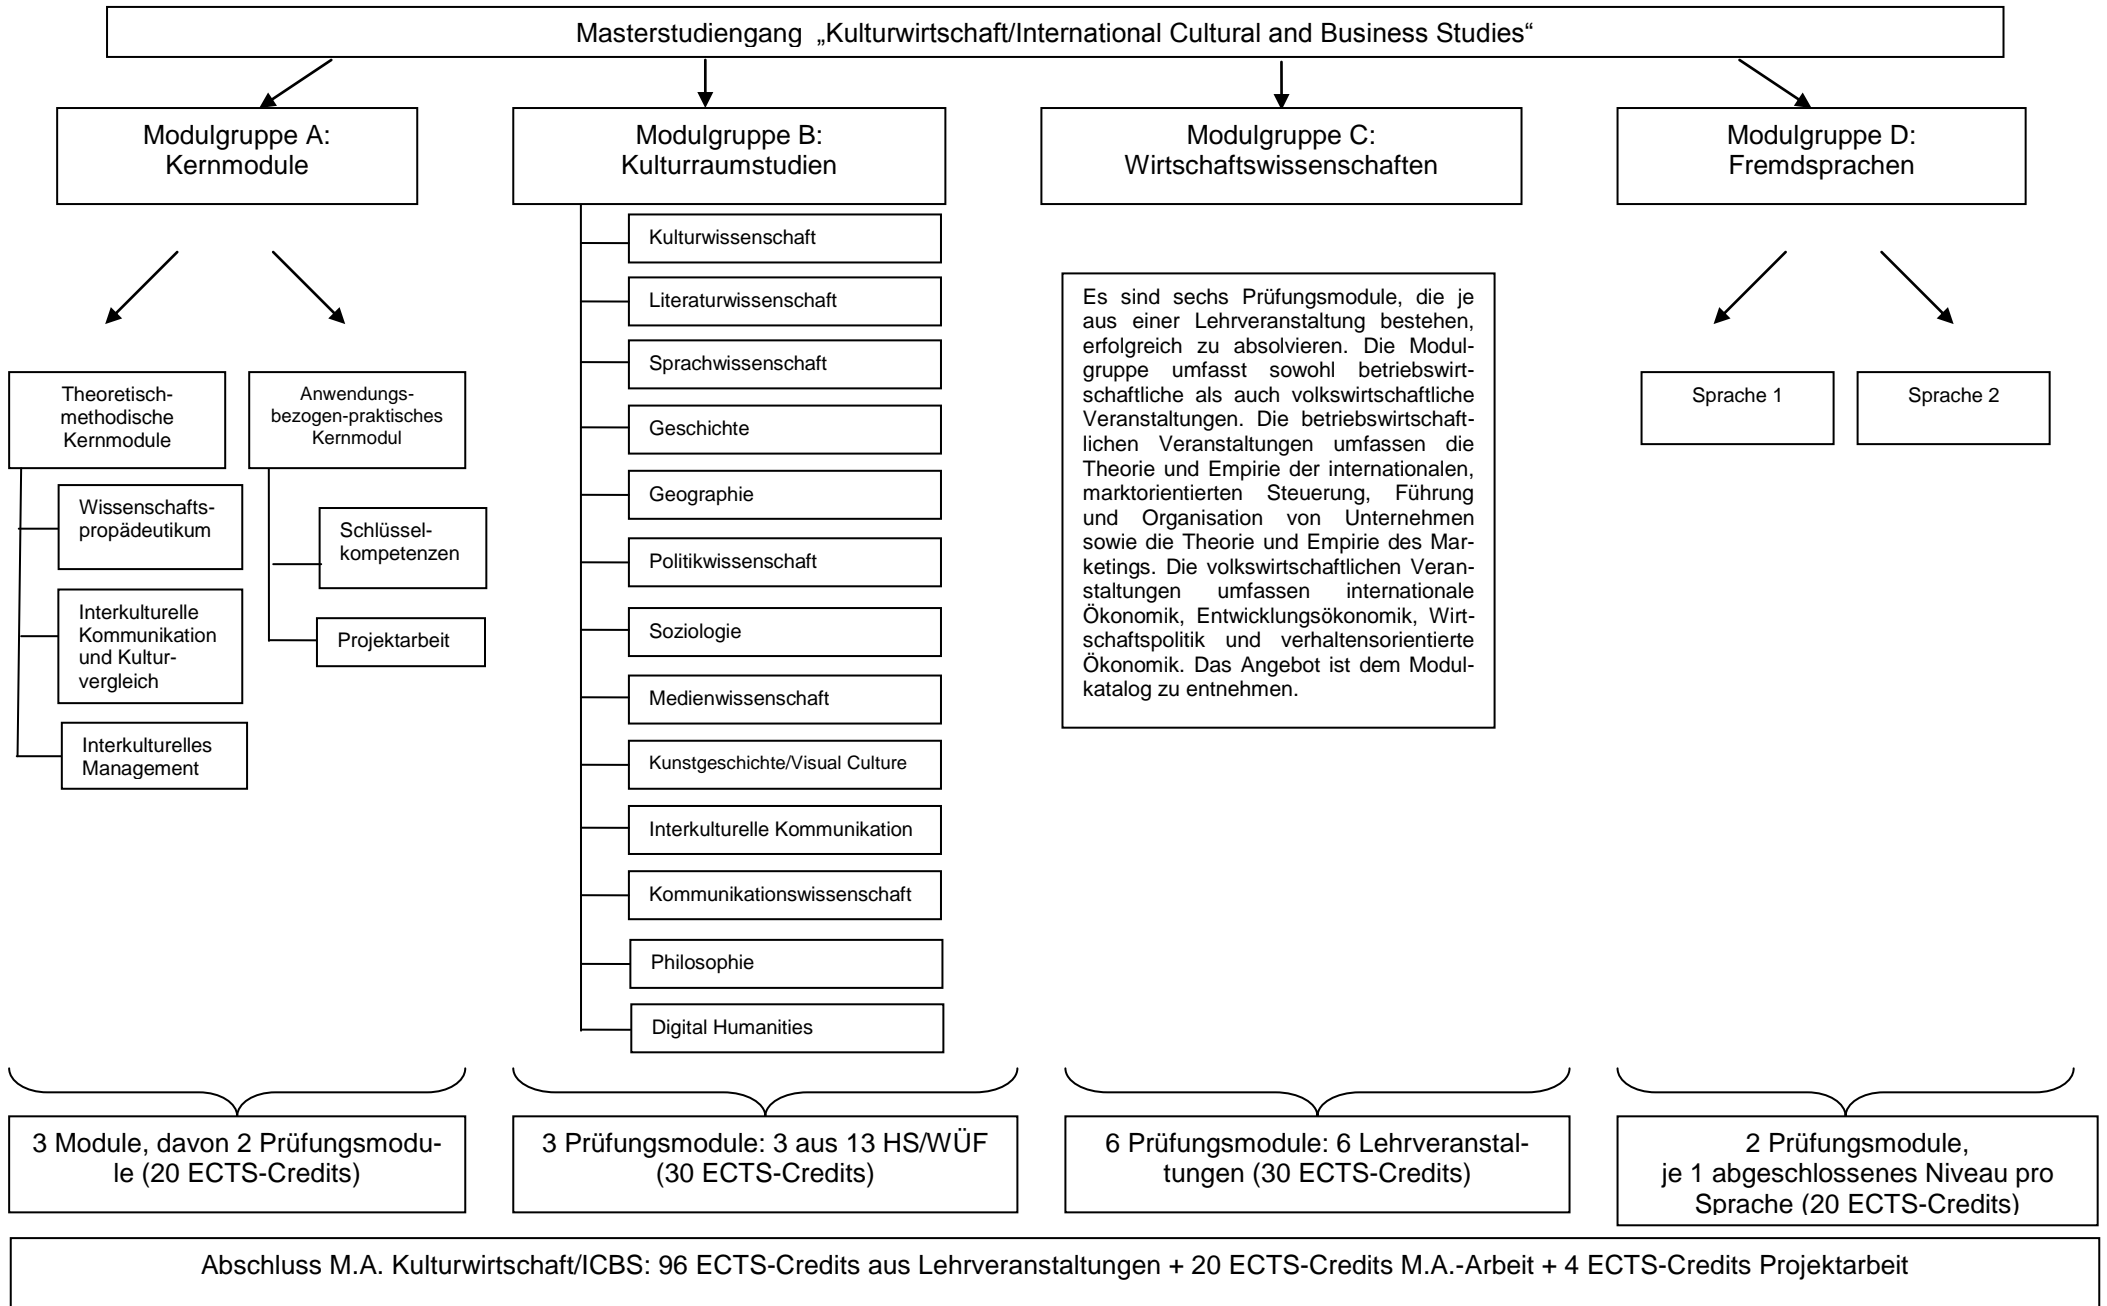 Masterstudiengang „Kulturwirtschaft/International Cultural and Business Studies“
Modulgruppe A:
Kernmodule
Modulgruppe B:
Kulturraumstudien
Modulgruppe C:
Wirtschaftswissenschaften
Modulgruppe D:
Fremdsprachen
Theoretisch-
methodische
Kernmodule
Wissenschafts-
propädeutikum
Interkulturelle
Kommunikation
und Kultur-
vergleich
Interkulturelles
Management
Anwendungs-
bezogen-praktisches
Kernmodul
Schlüssel-
kompetenzen
Projektarbeit
Kulturwissenschaft
Literaturwissenschaft
Sprachwissenschaft
Geschichte
Geographie
Politikwissenschaft
Soziologie
Medienwissenschaft
Kunstgeschichte/Visual Culture
Interkulturelle Kommunikation
Kommunikationswissenschaft
Philosophie
Digital Humanities
Es sind sechs Prüfungsmodule, die je
aus einer Lehrveranstaltung bestehen,
erfolgreich zu absolvieren. Die Modul-
gruppe umfasst sowohl betriebswirt-
schaftliche als auch volkswirtschaftliche
Veranstaltungen. Die betriebswirtschaft-
lichen Veranstaltungen umfassen die
Theorie und Empirie der internationalen,
marktorientierten Steuerung, Führung
und Organisation von Unternehmen
sowie die Theorie und Empirie des Mar-
ketings. Die volkswirtschaftlichen Veran-
staltungen umfassen internationale
Ökonomik, Entwicklungsökonomik, Wirt-
schaftspolitik und verhaltensorientierte
Ökonomik. Das Angebot ist dem Modul-
katalog zu entnehmen.
Sprache 1
Sprache 2
3 Module, davon 2 Prüfungsmodu-
le (20 ECTS-Credits)
3 Prüfungsmodule: 3 aus 13 HS/WÜF
(30 ECTS-Credits)
6 Prüfungsmodule: 6 Lehrveranstal-
tungen (30 ECTS-Credits)
2 Prüfungsmodule,
je 1 abgeschlossenes Niveau pro
Sprache (20 ECTS-Credits)
Abschluss M.A. Kulturwirtschaft/ICBS: 96 ECTS-Credits aus Lehrveranstaltungen + 20 ECTS-Credits M.A.-Arbeit + 4 ECTS-Credits Projektarbeit